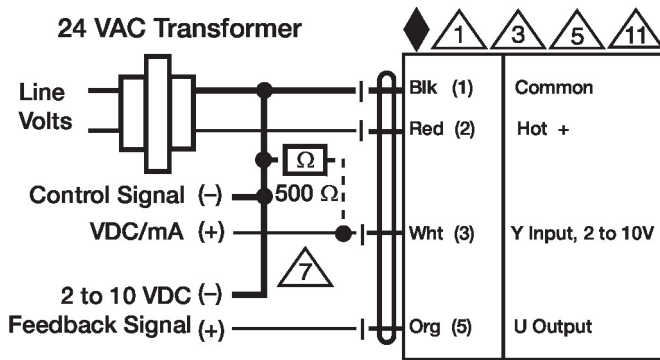 24 VAC Transformer
1 3 5 11
Line
Volts
Blk (1) Common
Red (2) Hot +
Ω
500 Ω
Control Signal (–)
VDC/mA (+)
Wht (3) Y Input, 2 to 10V
7
2 to 10 VDC (–)
Feedback Signal (+)
Org (5) U Output